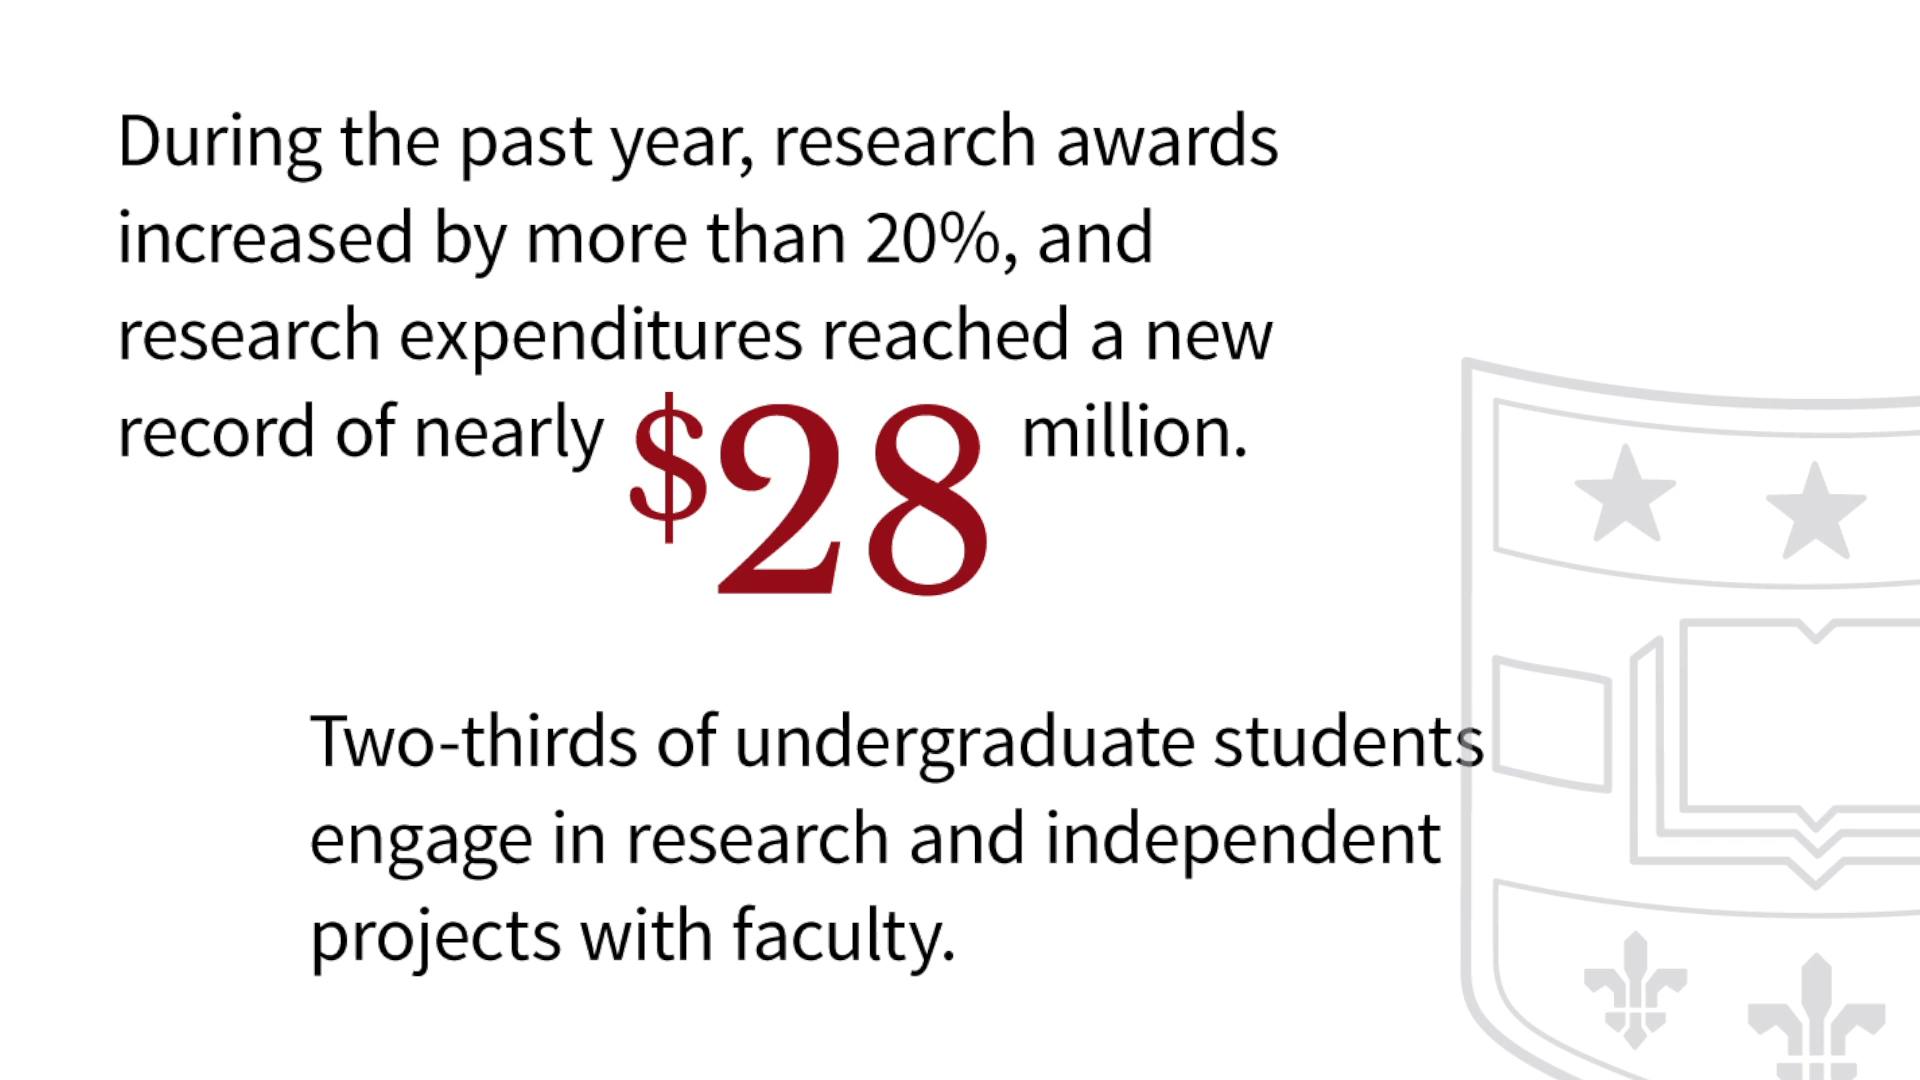 During the past year, research awards
increased by more than 20%, and
research expenditures reached a new
record of nearly $28 million.
Two-thirds of undergraduate students
engage in research and independent
projects with faculty.